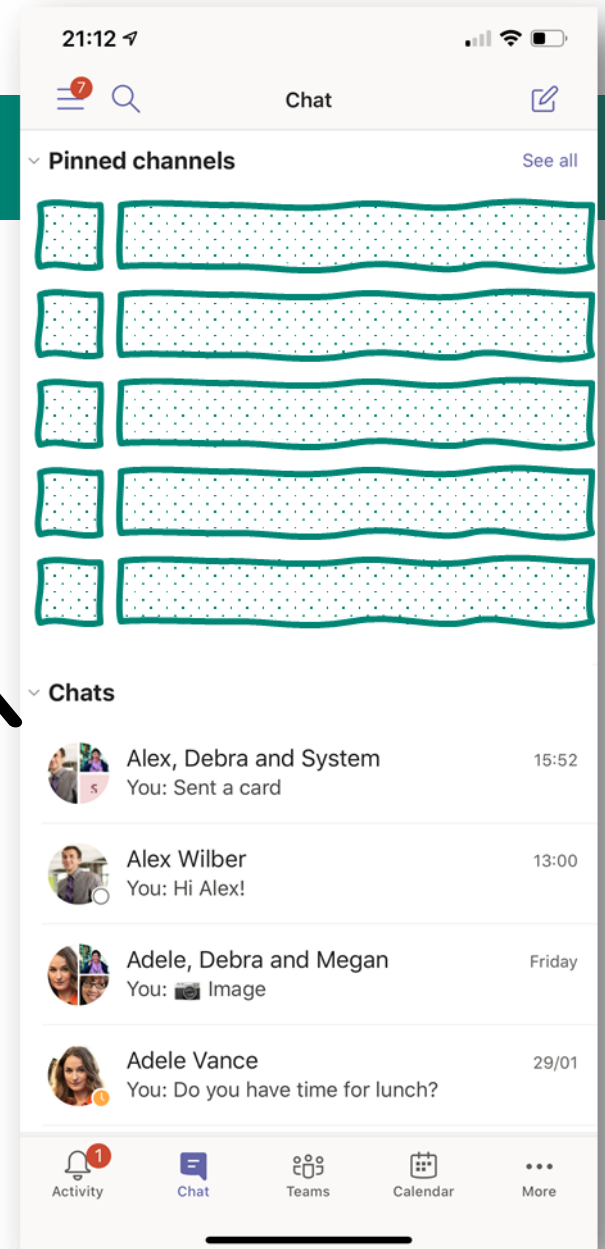 21:12
7
Chat
Pinned channels
See all
Chats
Alex, Debra and System
15:52
You: Sent a card
S
Alex Wilber
13:00
You: Hi Alex!
Adele, Debra and Megan
Friday
You: 📷 Image
Adele Vance
29/01
You: Do you have time for lunch?
1
Activity
Chat
Teams
Calendar
More